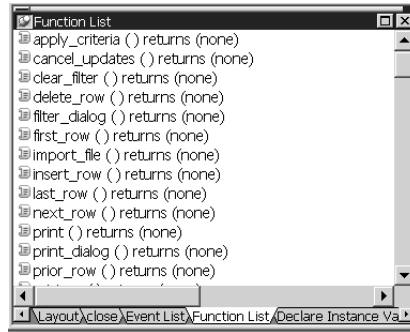 Function List
apply_criteria ( ) returns (none)
cancel_updates ( ) returns (none)
clear_filter ( ) returns (none)
delete_row ( ) returns (none)
filter_dialog ( ) returns (none)
first_row ( ) returns (none)
import_file ( ) returns (none)
insert_row ( ) returns (none)
last_row ( ) returns (none)
next_row ( ) returns (none)
print ( ) returns (none)
print_dialog ( ) returns (none)
prior_row ( ) returns (none)
Layout close Event List Function List Declare Instance Va